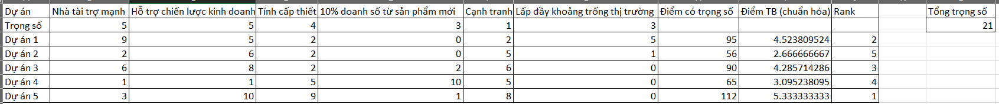 Dự án Nhà tài trợ mạnh Hỗ trợ chiến lược kinh doanh Tính cấp thiết 10% doanh số từ sản phẩm mới Cạnh tranh Lấp đầy khoảng trống thị trường Điểm có trọng số Điểm TB (chuẩn hóa) Rank Tổng trọng số
Trọng số 5 5 4 3 1 3 21
Dự án 1 9 5 2 0 2 5 95 4.523809524 2
Dự án 2 2 6 2 0 5 1 56 2.666666667 5
Dự án 3 6 8 2 2 6 0 90 4.285714286 3
Dự án 4 1 1 5 10 5 0 65 3.095238095 4
Dự án 5 3 10 9 1 8 0 112 5.333333333 1